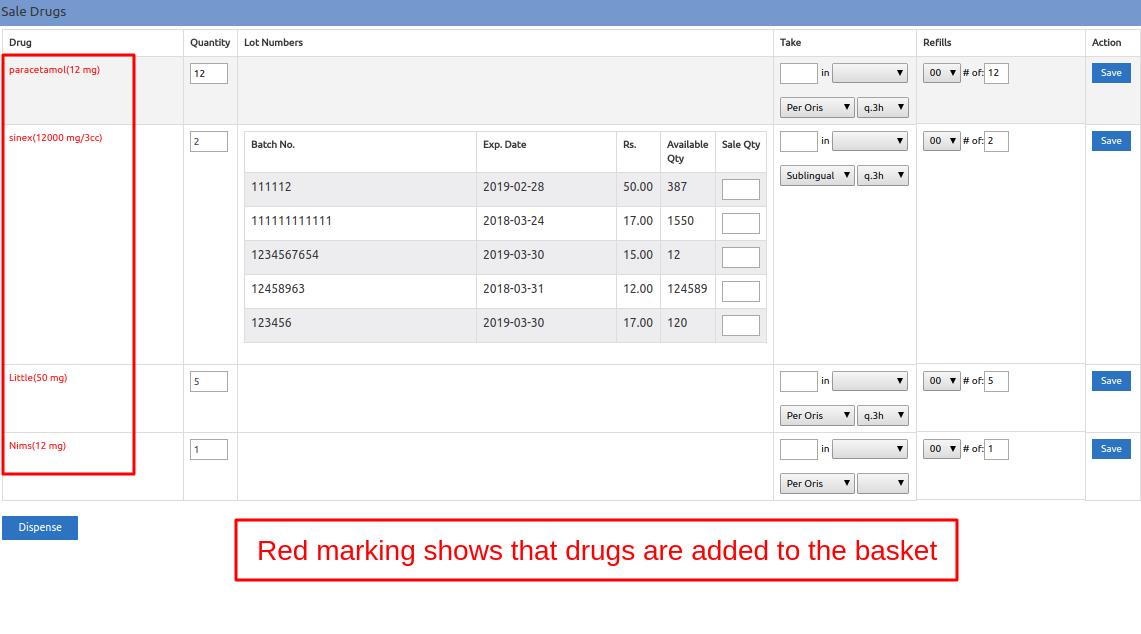 Sale Drugs
Drug Quantity Lot Numbers Take Refills Action
paracetamol(12 mg) 12 in 00 # of: 12 Save
Per Oris q.3h
sinex(12000 mg/3cc) 2 in 00 # of: 2 Save
Batch No. Exp. Date Rs. Available Qty Sale Qty
Sublingual q.3h
111112 2019-02-28 50.00 387
111111111111 2018-03-24 17.00 1550
1234567654 2019-03-30 15.00 12
12458963 2018-03-31 12.00 124589
123456 2019-03-30 17.00 120
Little(50 mg) 5 in 00 # of: 5 Save
Per Oris q.3h
Nims(12 mg) 1 in 00 # of: 1 Save
Per Oris
Dispense
Red marking shows that drugs are added to the basket